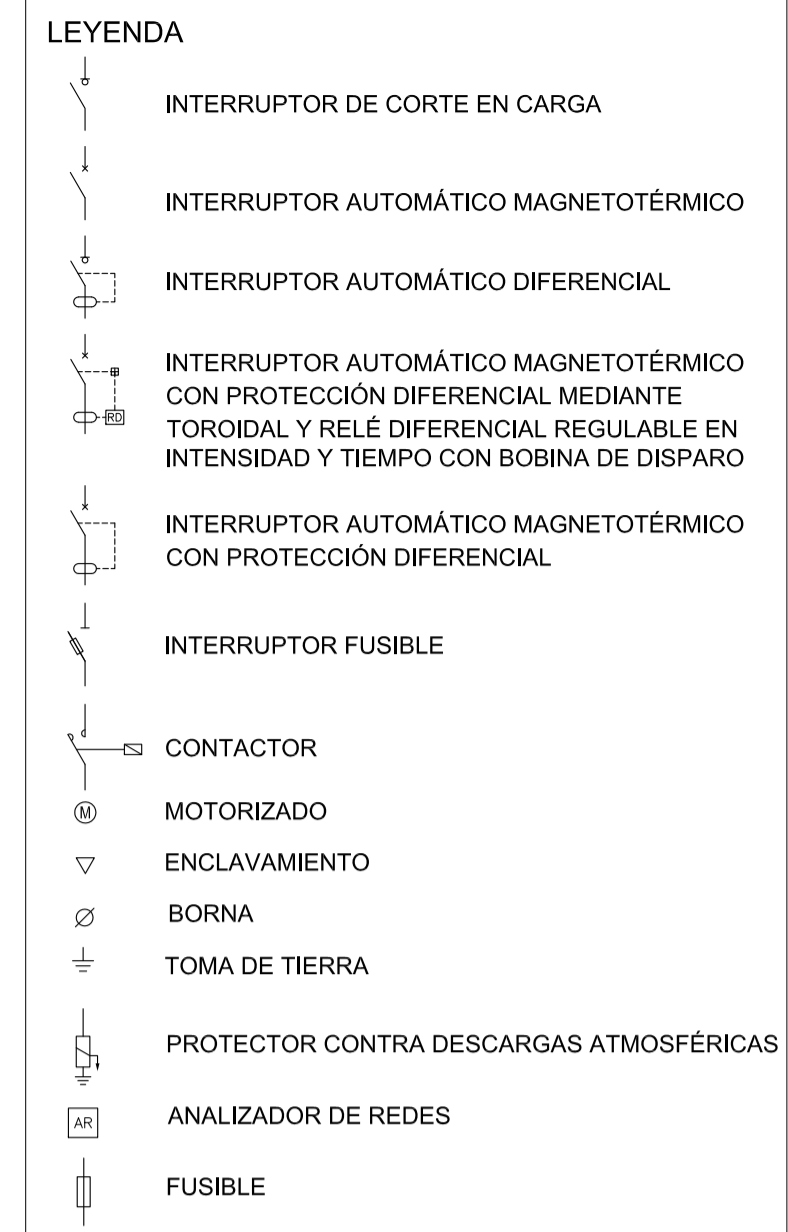 LEYENDA
INTERRUPTOR DE CORTE EN CARGA
INTERRUPTOR AUTOMÁTICO MAGNETOTÉRMICO
INTERRUPTOR AUTOMÁTICO DIFERENCIAL
INTERRUPTOR AUTOMÁTICO MAGNETOTÉRMICO
CON PROTECCIÓN DIFERENCIAL MEDIANTE
RD
TOROIDAL Y RELÉ DIFERENCIAL REGULABLE EN
INTENSIDAD Y TIEMPO CON BOBINA DE DISPARO
INTERRUPTOR AUTOMÁTICO MAGNETOTÉRMICO
CON PROTECCIÓN DIFERENCIAL
INTERRUPTOR FUSIBLE
CONTACTOR
M MOTORIZADO
ENCLAVAMIENTO
BORNA
TOMA DE TIERRA
PROTECTOR CONTRA DESCARGAS ATMOSFÉRICAS
AR ANALIZADOR DE REDES
FUSIBLE